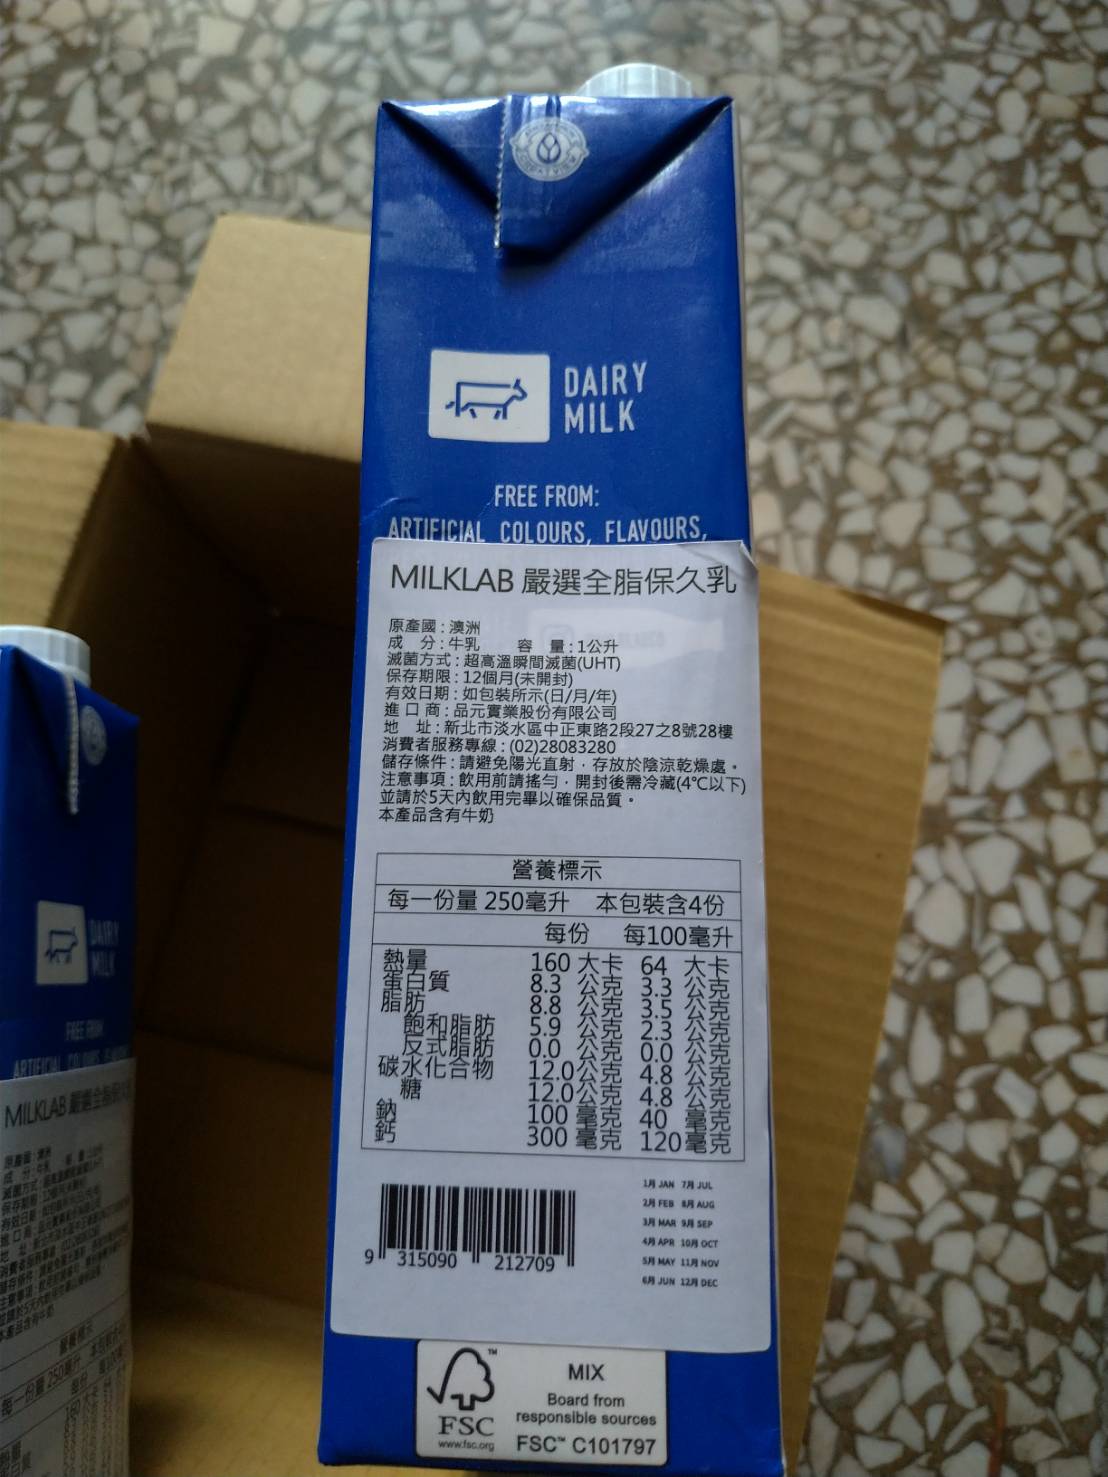 DAIRY
MILK
FREE FROM:
ARTIFICIAL COLOURS, FLAVOURS,
MILKLAB 嚴選全脂保久乳
原產國:澳洲
成 分:牛乳 容 量:1公升
滅菌方式:超高溫瞬間滅菌(UHT)
保存期限:12個月(未開封)
有效日期:如包裝所示(日/月/年)
進口商:品元實業股份有限公司
地 址:新北市淡水區中正東路2段27之8號28樓
消費者服務專線:(02)28083280
儲存條件:請避免陽光直射,存放於陰涼乾燥處。
注意事項:飲用前請搖勻,開封後需冷藏(4°C以下)
並請於5天內飲用完畢以確保品質。
本產品含有牛奶
營養標示
每一份量 250毫升 本包裝含4份
每份 每100毫升
熱量 160 大卡 64 大卡
蛋白質 8.3 公克 3.3 公克
脂肪 8.8 公克 3.5 公克
飽和脂肪 5.9 公克 2.3 公克
反式脂肪 0.0 公克 0.0 公克
碳水化合物 12.0公克 4.8 公克
糖 12.0公克 4.8 公克
鈉 100 毫克 40 毫克
鈣 300 毫克 120毫克
1月 JAN 7月 JUL
2月 FEB 8月 AUG
3月 MAR 9月 SEP
4月 APR 10月 OCT
5月 MAY 11月 NOV
6月 JUN 12月 DEC
9 315090 212709
FSC
www.fsc.org
MIX
Board from
responsible sources
FSC™ C101797
DAIRY
MILK
FREE FROM
MILKLAB 嚴選全脂保久
每一份量 250毫升